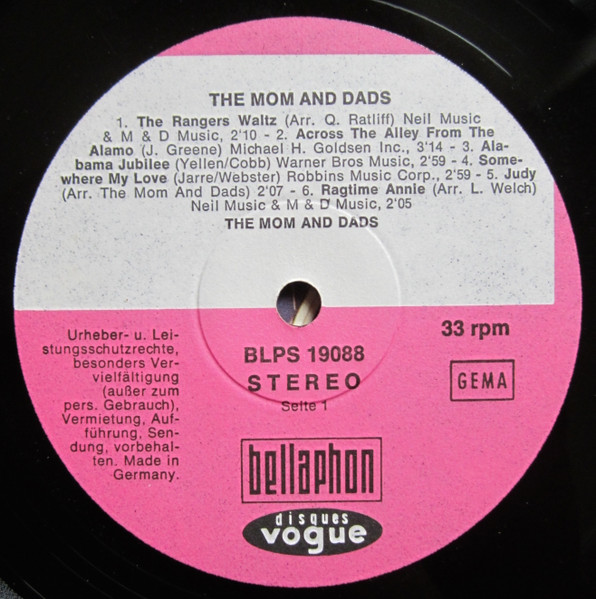 THE MOM AND DADS
1. The Rangers Waltz (Arr. Q. Ratliff) Neil Music
& M & D Music, 2'10 - 2. Across The Alley From The
Alamo (J. Greene) Michael H. Goldsen Inc., 3'14 - 3. Ala-
bama Jubilee (Yellen/Cobb) Warner Bros Music, 2'59 - 4. Some-
where My Love (Jarre/Webster) Robbins Music Corp., 2'59 - 5. Judy
(Arr. The Mom And Dads) 2'07 - 6. Ragtime Annie (Arr. L. Welch)
Neil Music & M & D Music, 2'05
THE MOM AND DADS
Urheber- u. Lei-
stungsschutzrechte,
besonders Ver-
vielfältigung
(außer zum
pers. Gebrauch),
Vermietung, Auf-
führung, Sen-
dung, vorbehal-
ten. Made in
Germany.
BLPS 19088
STEREO
Seite 1
33 rpm
GEMA
bellaphon
disques
vogue